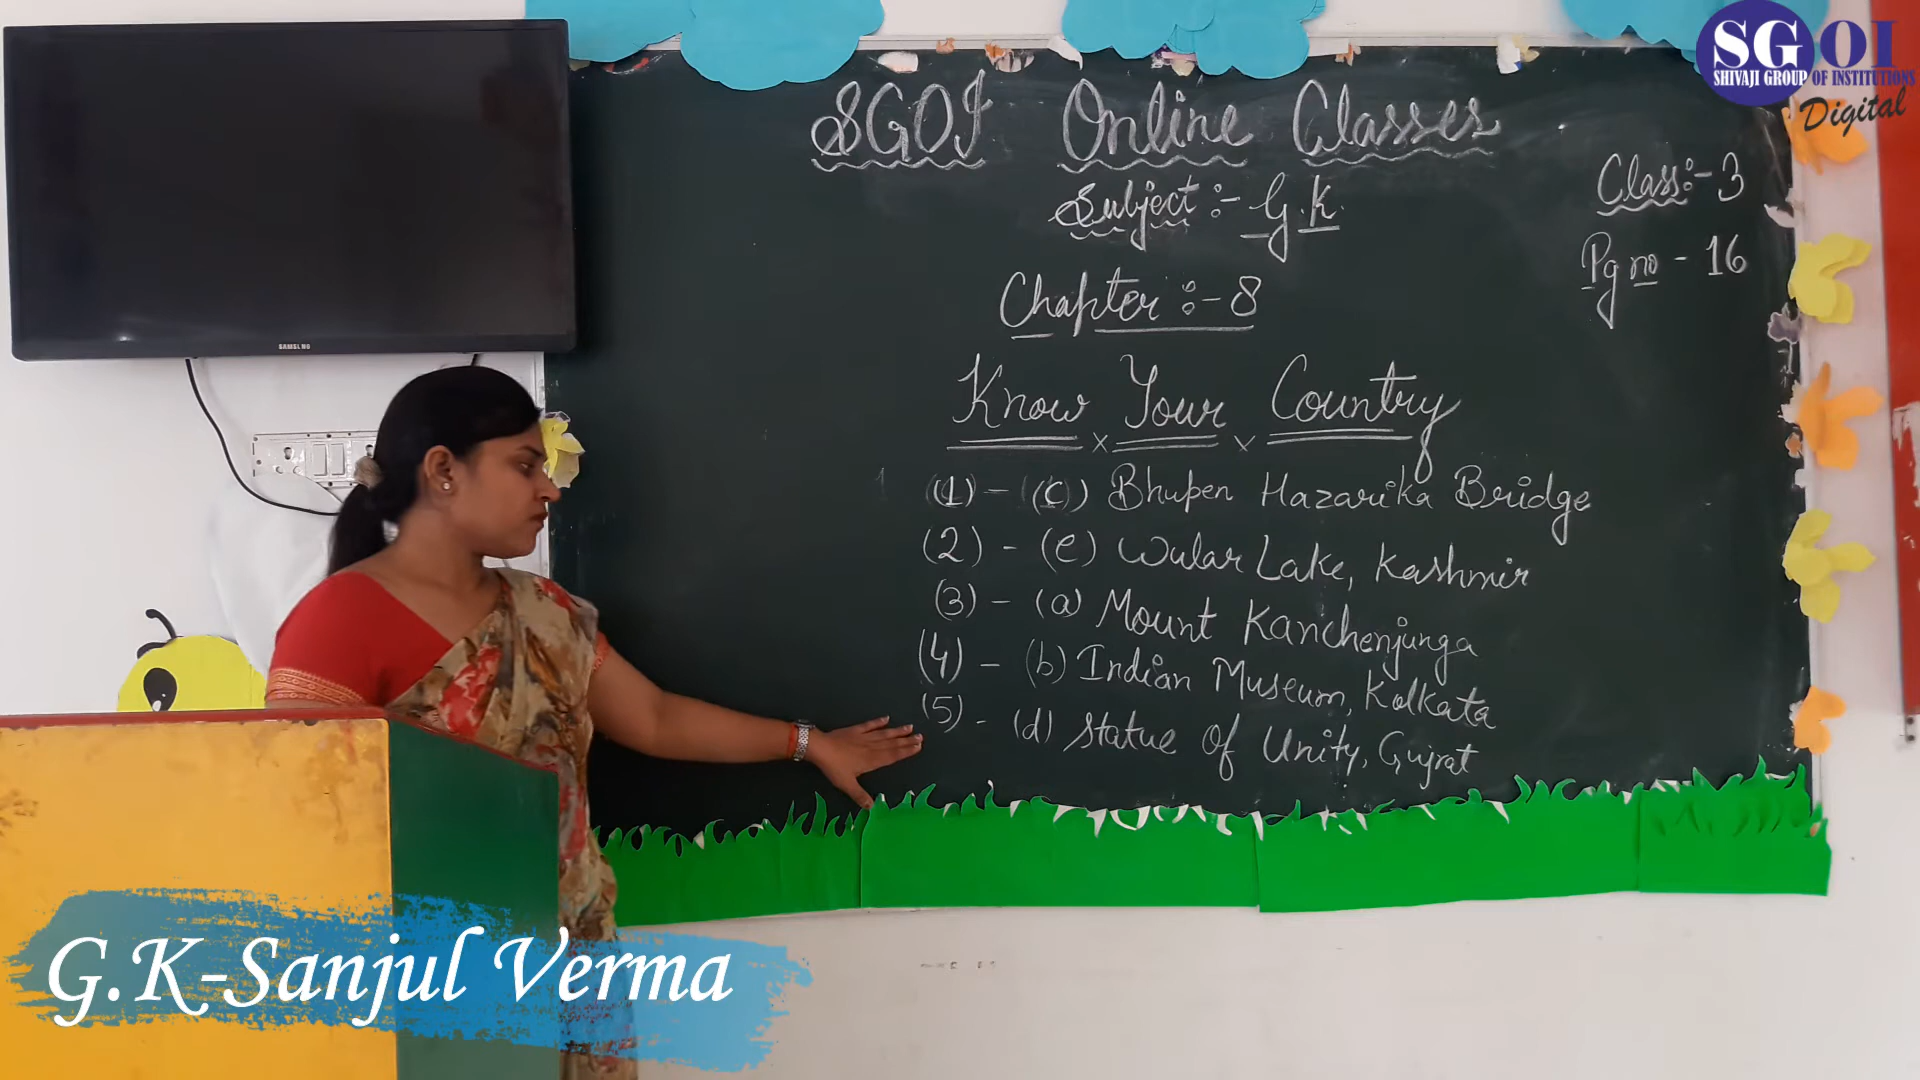 SGOI
SHIVAJI GROUP OF INSTITUTIONS
Digital
SGOI Online Classes
Subject :- G.K.
Class:- 3
Pg no - 16
Chapter :- 8
Know Your Country
(1) - (c) Bhupen Hazarika Bridge
(2) - (e) Wular Lake, Kashmir
(3) - (a) Mount Kanchenjunga
(4) - (b) Indian Museum, Kolkata
(5) - (d) Statue Of Unity, Gujrat
SAMSUNG
G.K-Sanjul Verma